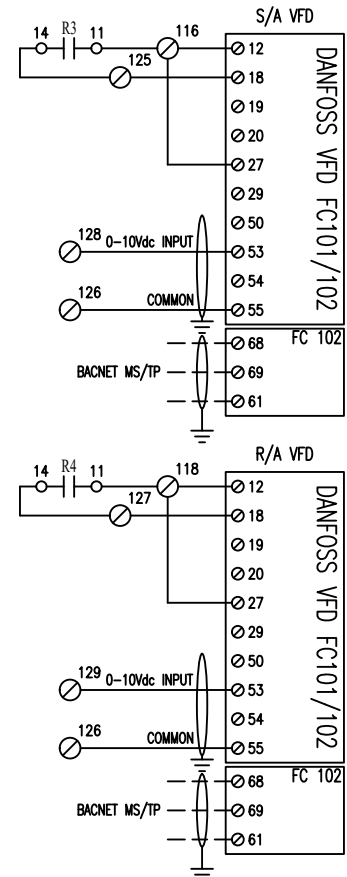 S/A VFD
14 R3 11 116 12
125 18
19
20
27
29
50
128 0-10Vdc INPUT 53
54
126 COMMON 55
DANFOSS VFD FC101/102
FC 102
68
BACNET MS/TP 69
61
R/A VFD
14 R4 11 118 12
127 18
19
20
27
29
50
129 0-10Vdc INPUT 53
54
126 COMMON 55
DANFOSS VFD FC101/102
FC 102
68
BACNET MS/TP 69
61